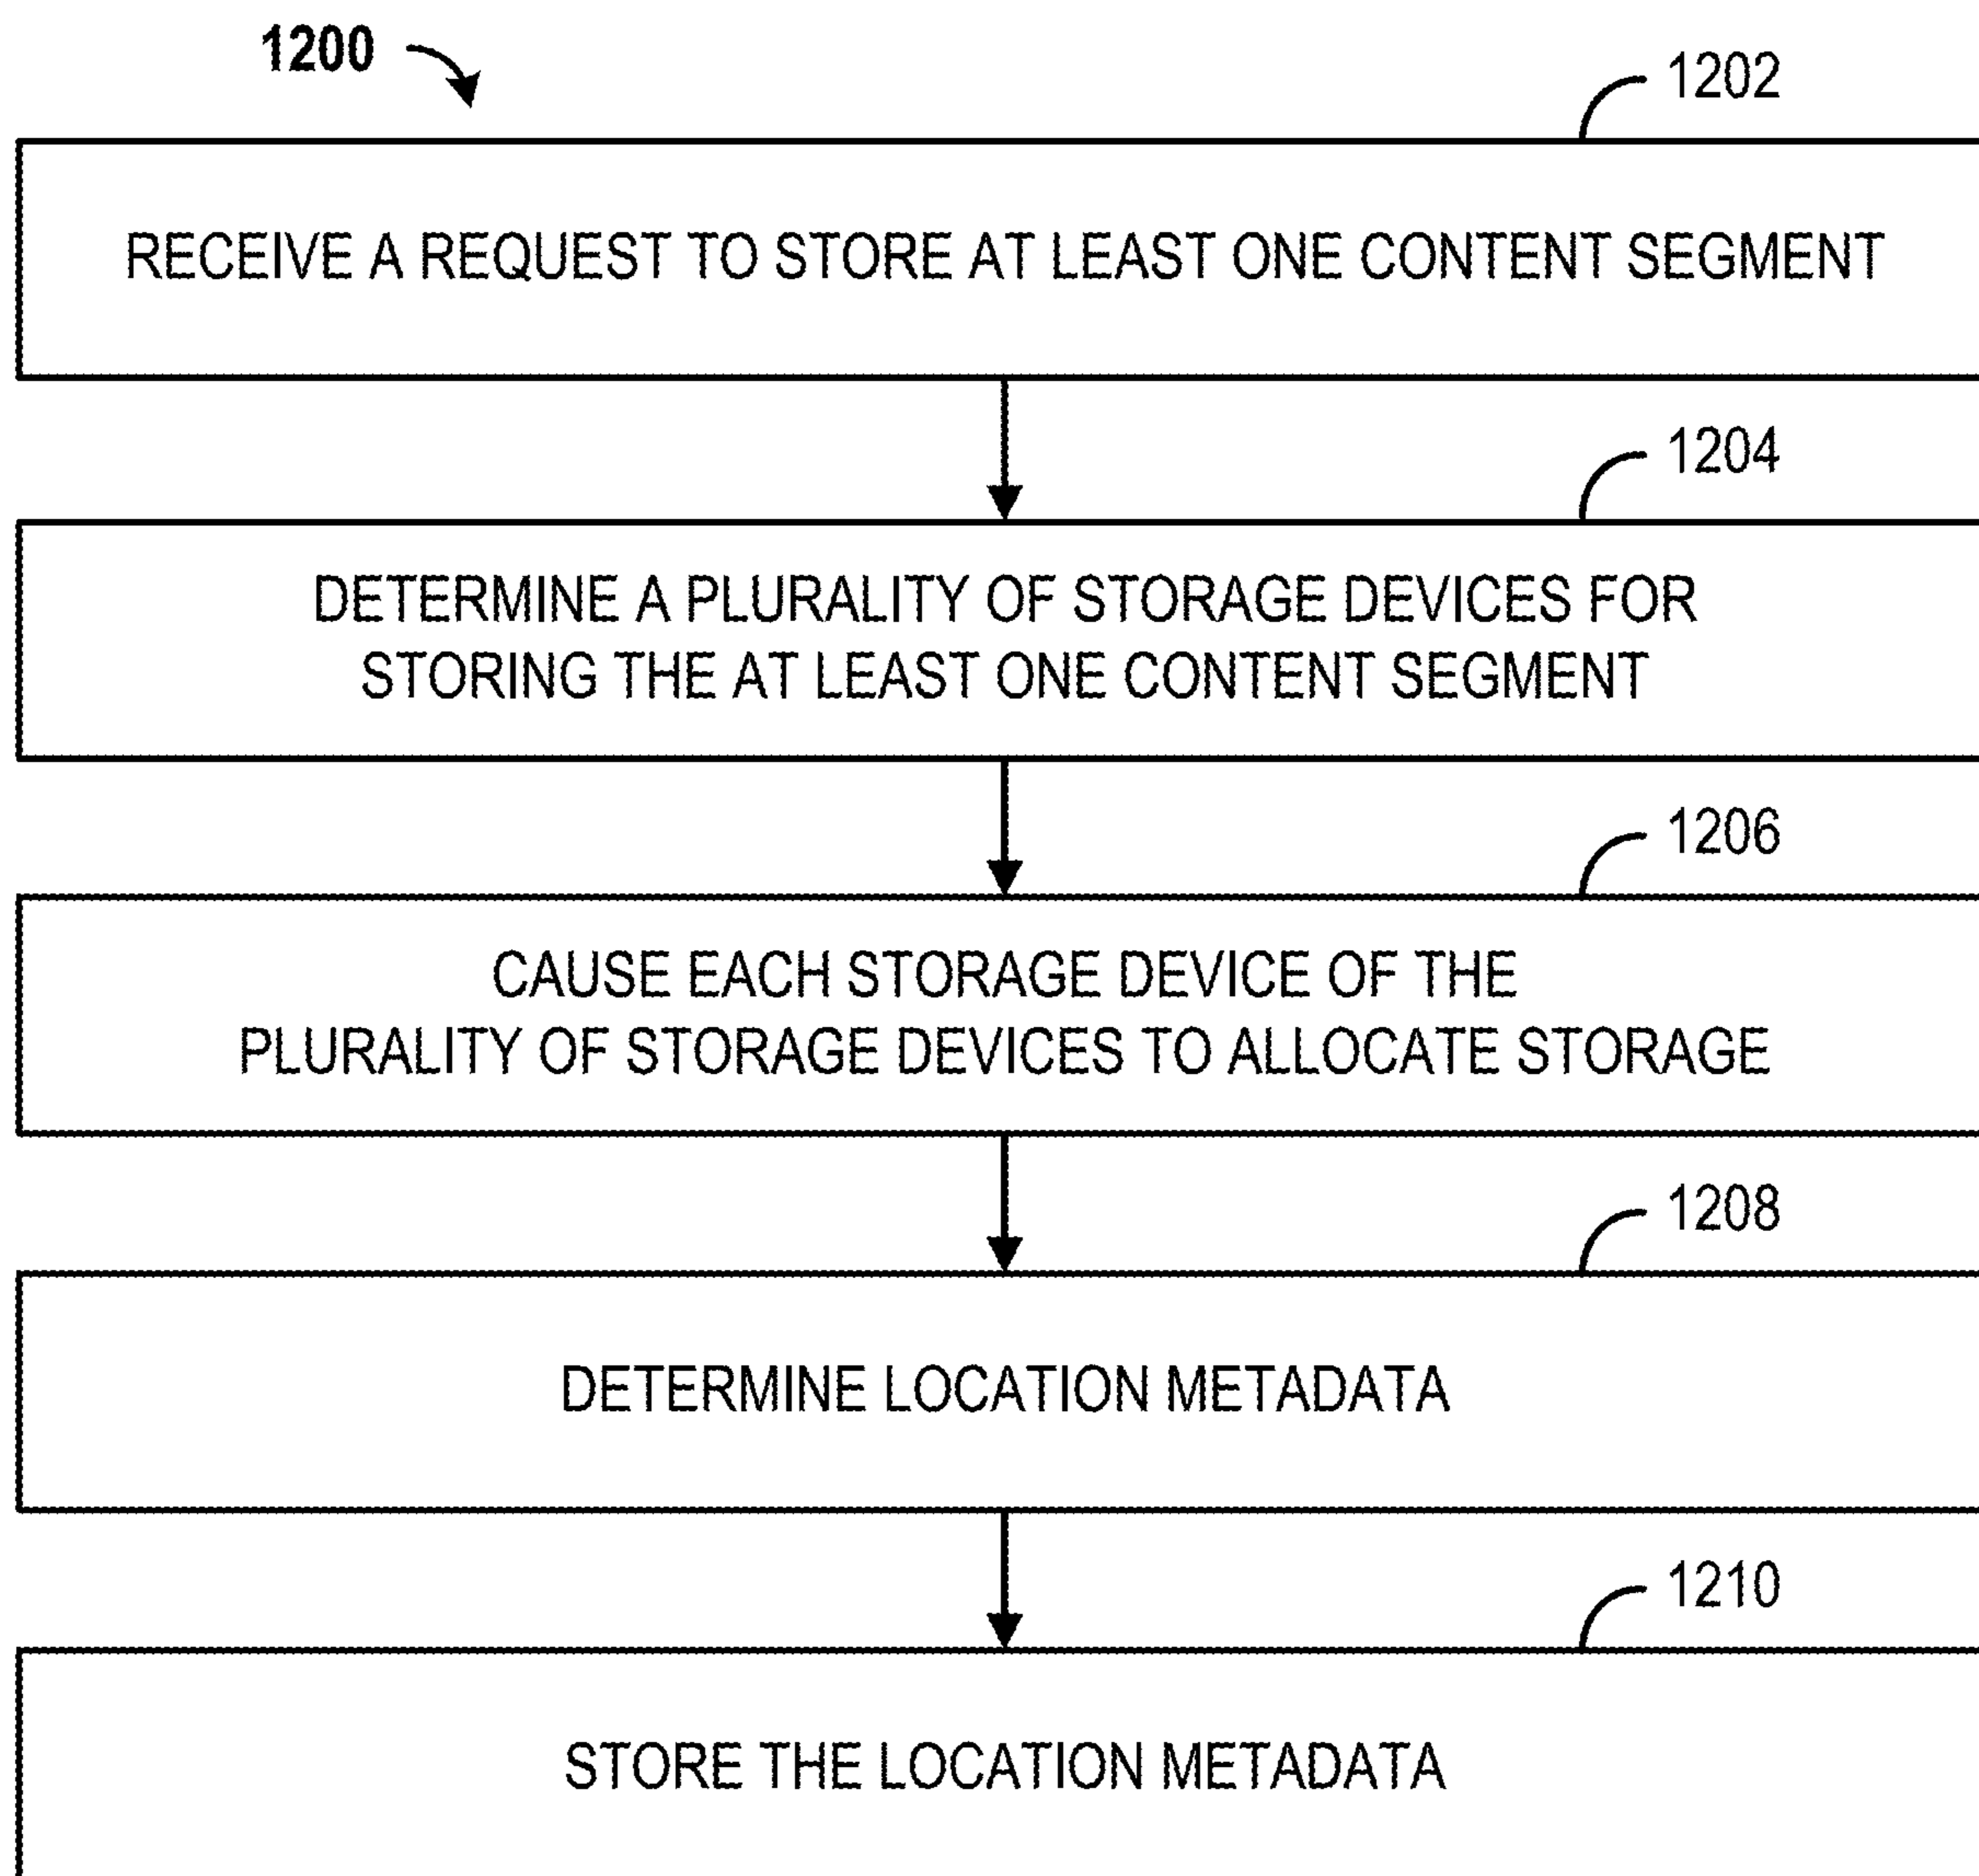 1200
1202
RECEIVE A REQUEST TO STORE AT LEAST ONE CONTENT SEGMENT
1204
DETERMINE A PLURALITY OF STORAGE DEVICES FOR
STORING THE AT LEAST ONE CONTENT SEGMENT
1206
CAUSE EACH STORAGE DEVICE OF THE
PLURALITY OF STORAGE DEVICES TO ALLOCATE STORAGE
1208
DETERMINE LOCATION METADATA
1210
STORE THE LOCATION METADATA